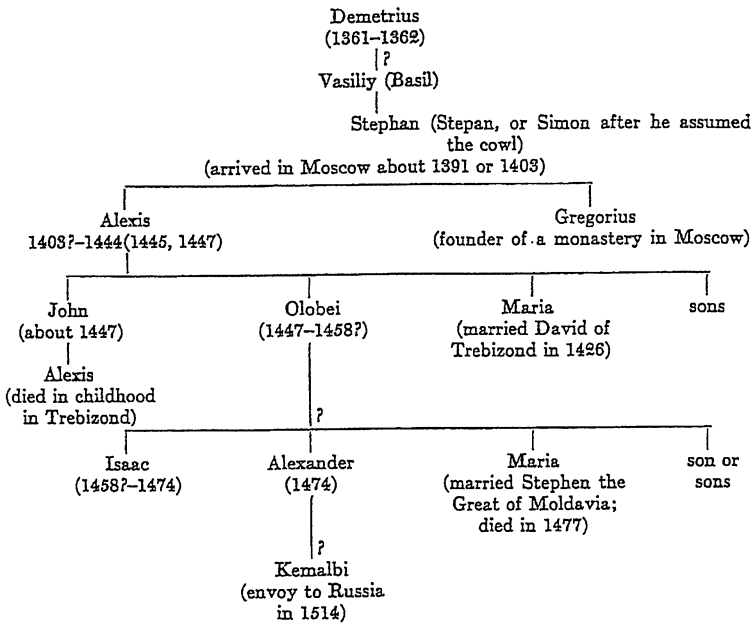 Demetrius
(1361–1362)
?
Vasiliy (Basil)
Stephan (Stepan, or Simon after he assumed
the cowl)
(arrived in Moscow about 1391 or 1403)
Alexis
1403?–1444(1445, 1447)
Gregorius
(founder of a monastery in Moscow)
John
(about 1447)
Olobei
(1447–1458?)
Maria
(married David of
Trebizond in 1426)
sons
Alexis
(died in childhood
in Trebizond)
?
Isaac
(1458?–1474)
Alexander
(1474)
Maria
(married Stephen the
Great of Moldavia;
died in 1477)
son or
sons
?
Kemalbi
(envoy to Russia
in 1514)